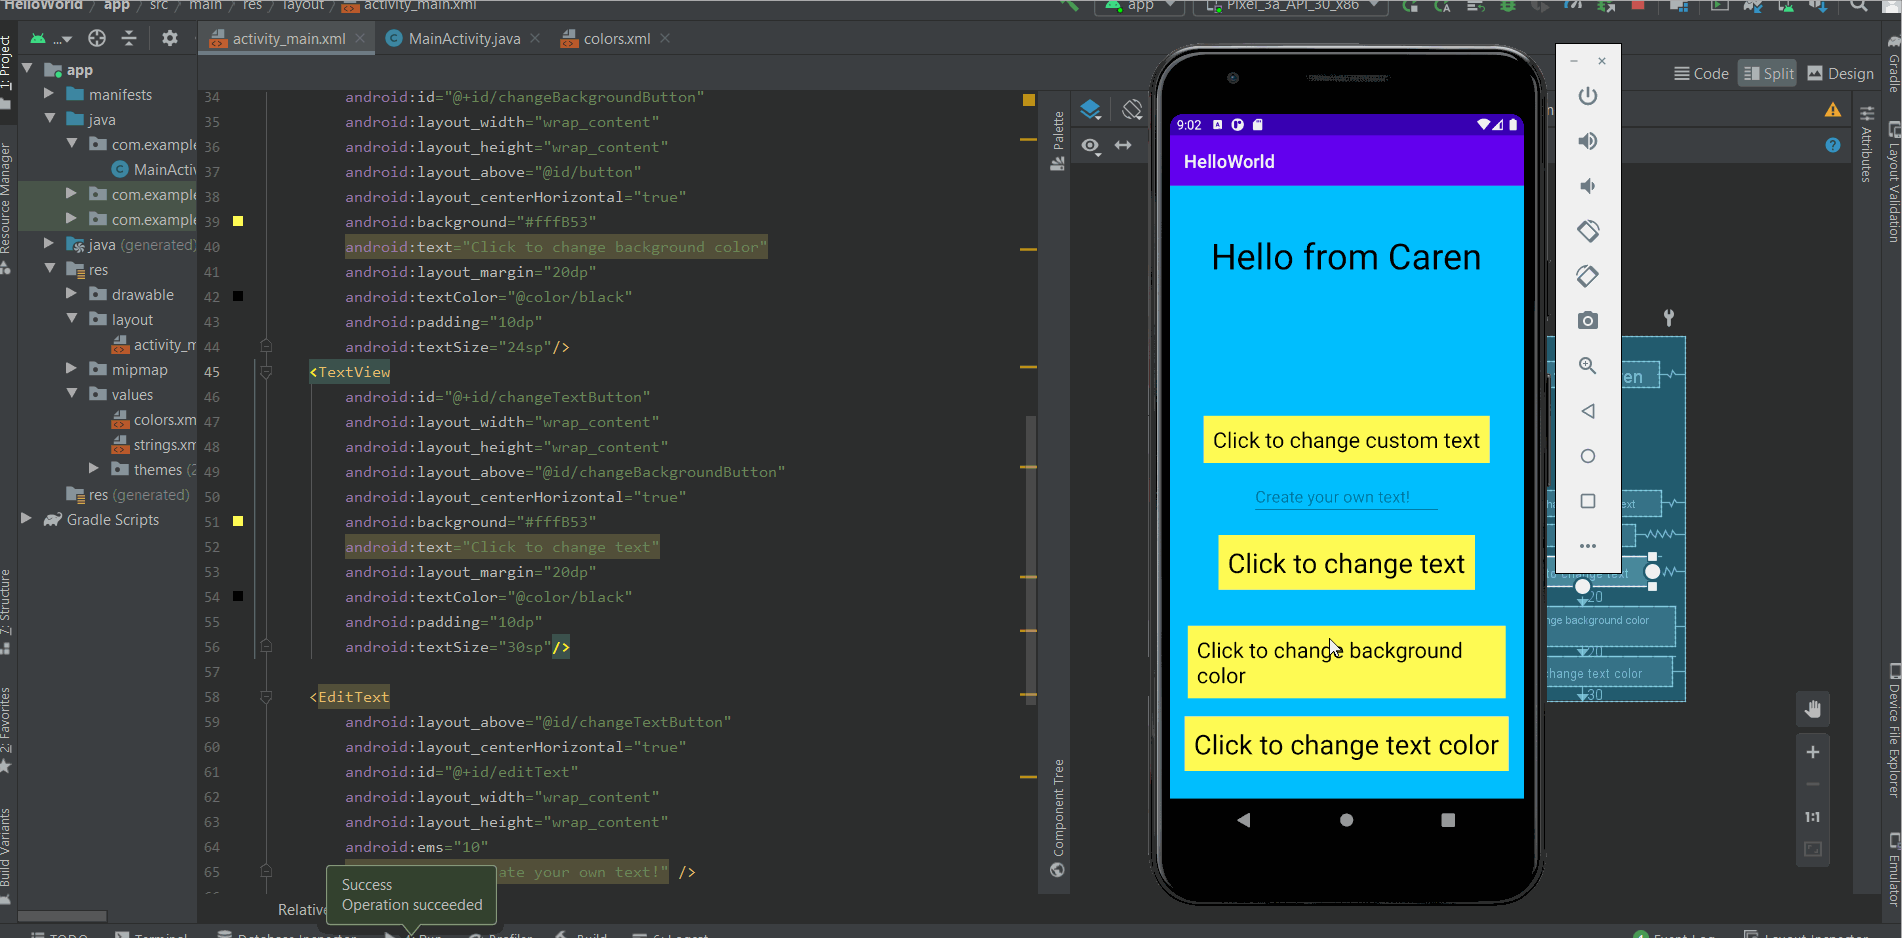 HelloWorld / app / src / main / res / layout / activity_main.xml
app
Pixel_3a_API_30_x86
activity_main.xml
MainActivity.java
colors.xml
Code
Split
Design
1: Project
Resource Manager
7: Structure
2: Favorites
Build Variants
app
manifests
java
com.example
MainActiv
com.example
com.example
java (generated)
res
drawable
layout
activity_m
mipmap
values
colors.xm
strings.xm
themes (2
res (generated)
Gradle Scripts
34 android:id="@+id/changeBackgroundButton"
35 android:layout_width="wrap_content"
36 android:layout_height="wrap_content"
37 android:layout_above="@id/button"
38 android:layout_centerHorizontal="true"
39 android:background="#fffB53"
40 android:text="Click to change background color"
41 android:layout_margin="20dp"
42 android:textColor="@color/black"
43 android:padding="10dp"
44 android:textSize="24sp"/>
45 <TextView
46 android:id="@+id/changeTextButton"
47 android:layout_width="wrap_content"
48 android:layout_height="wrap_content"
49 android:layout_above="@id/changeBackgroundButton"
50 android:layout_centerHorizontal="true"
51 android:background="#fffB53"
52 android:text="Click to change text"
53 android:layout_margin="20dp"
54 android:textColor="@color/black"
55 android:padding="10dp"
56 android:textSize="30sp"/>
57
58 <EditText
59 android:layout_above="@id/changeTextButton"
60 android:layout_centerHorizontal="true"
61 android:id="@+id/editText"
62 android:layout_width="wrap_content"
63 android:layout_height="wrap_content"
64 android:ems="10"
65 ate your own text!" />
Relative
Success
Operation succeeded
Palette
Component Tree
9:02
HelloWorld
Hello from Caren
Click to change custom text
Create your own text!
Click to change text
Click to change background
color
Click to change text color
en
ext
to change text
20
nge background color
20
change text color
30
1:1
Attributes
Gradle
Layout Validation
Device File Explorer
Emulator
TODO
Terminal
Database Inspector
Run
Profiler
Build
6: Logcat
Event Log
Layout Inspector